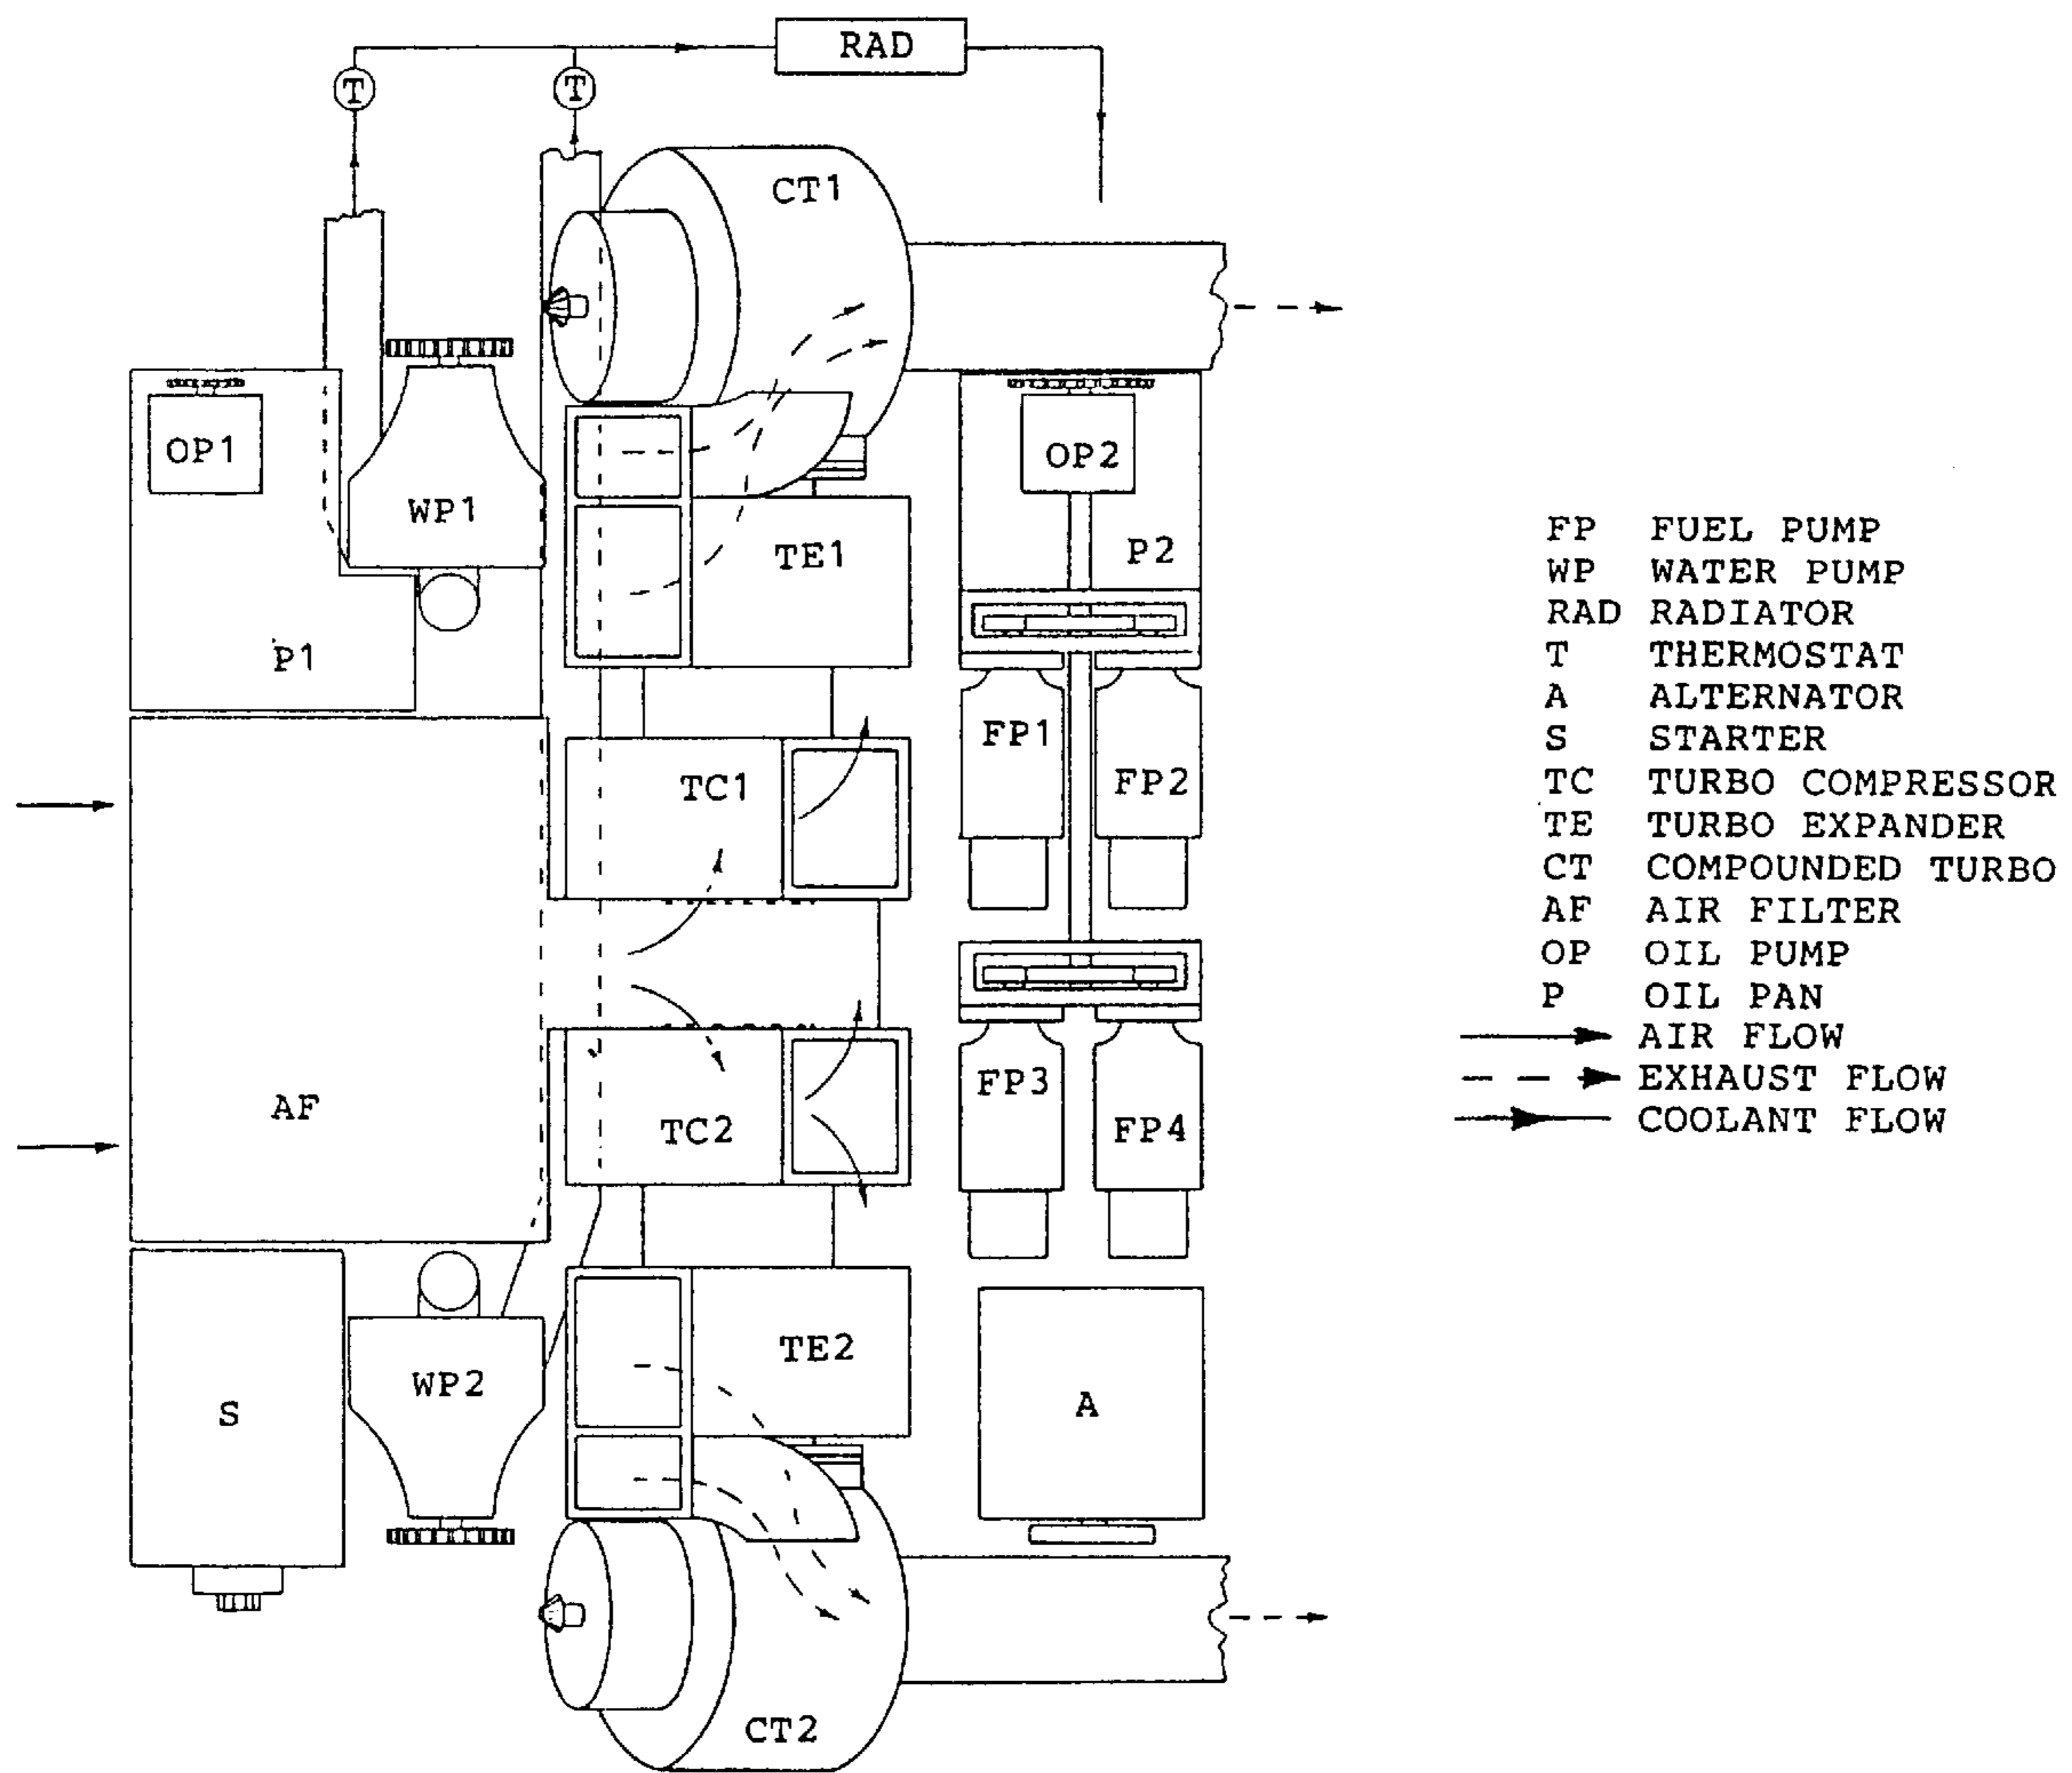 RAD
T
T
CT1
OP1
OP2
WP1
TE1
P2
P1
FP1
TC1
FP2
AF
TC2
FP3
FP4
TE2
WP2
S
A
CT2
FP FUEL PUMP
WP WATER PUMP
RAD RADIATOR
T THERMOSTAT
A ALTERNATOR
S STARTER
TC TURBO COMPRESSOR
TE TURBO EXPANDER
CT COMPOUNDED TURBO
AF AIR FILTER
OP OIL PUMP
P OIL PAN
AIR FLOW
EXHAUST FLOW
COOLANT FLOW